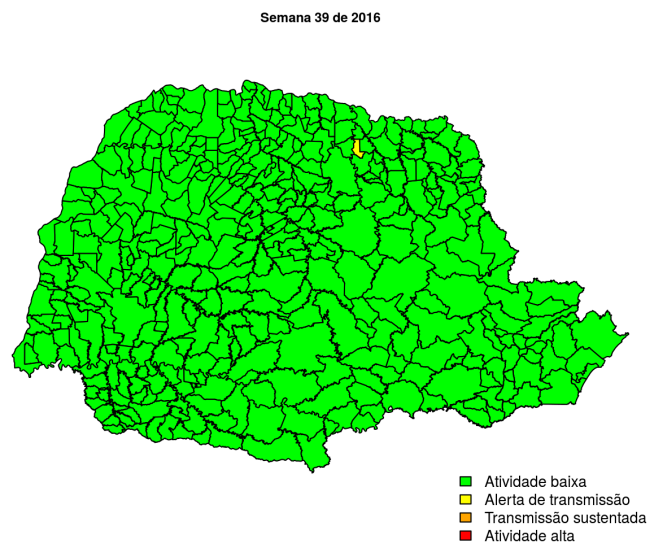 Semana 39 de 2016
Atividade baixa
Alerta de transmissão
Transmissão sustentada
Atividade alta